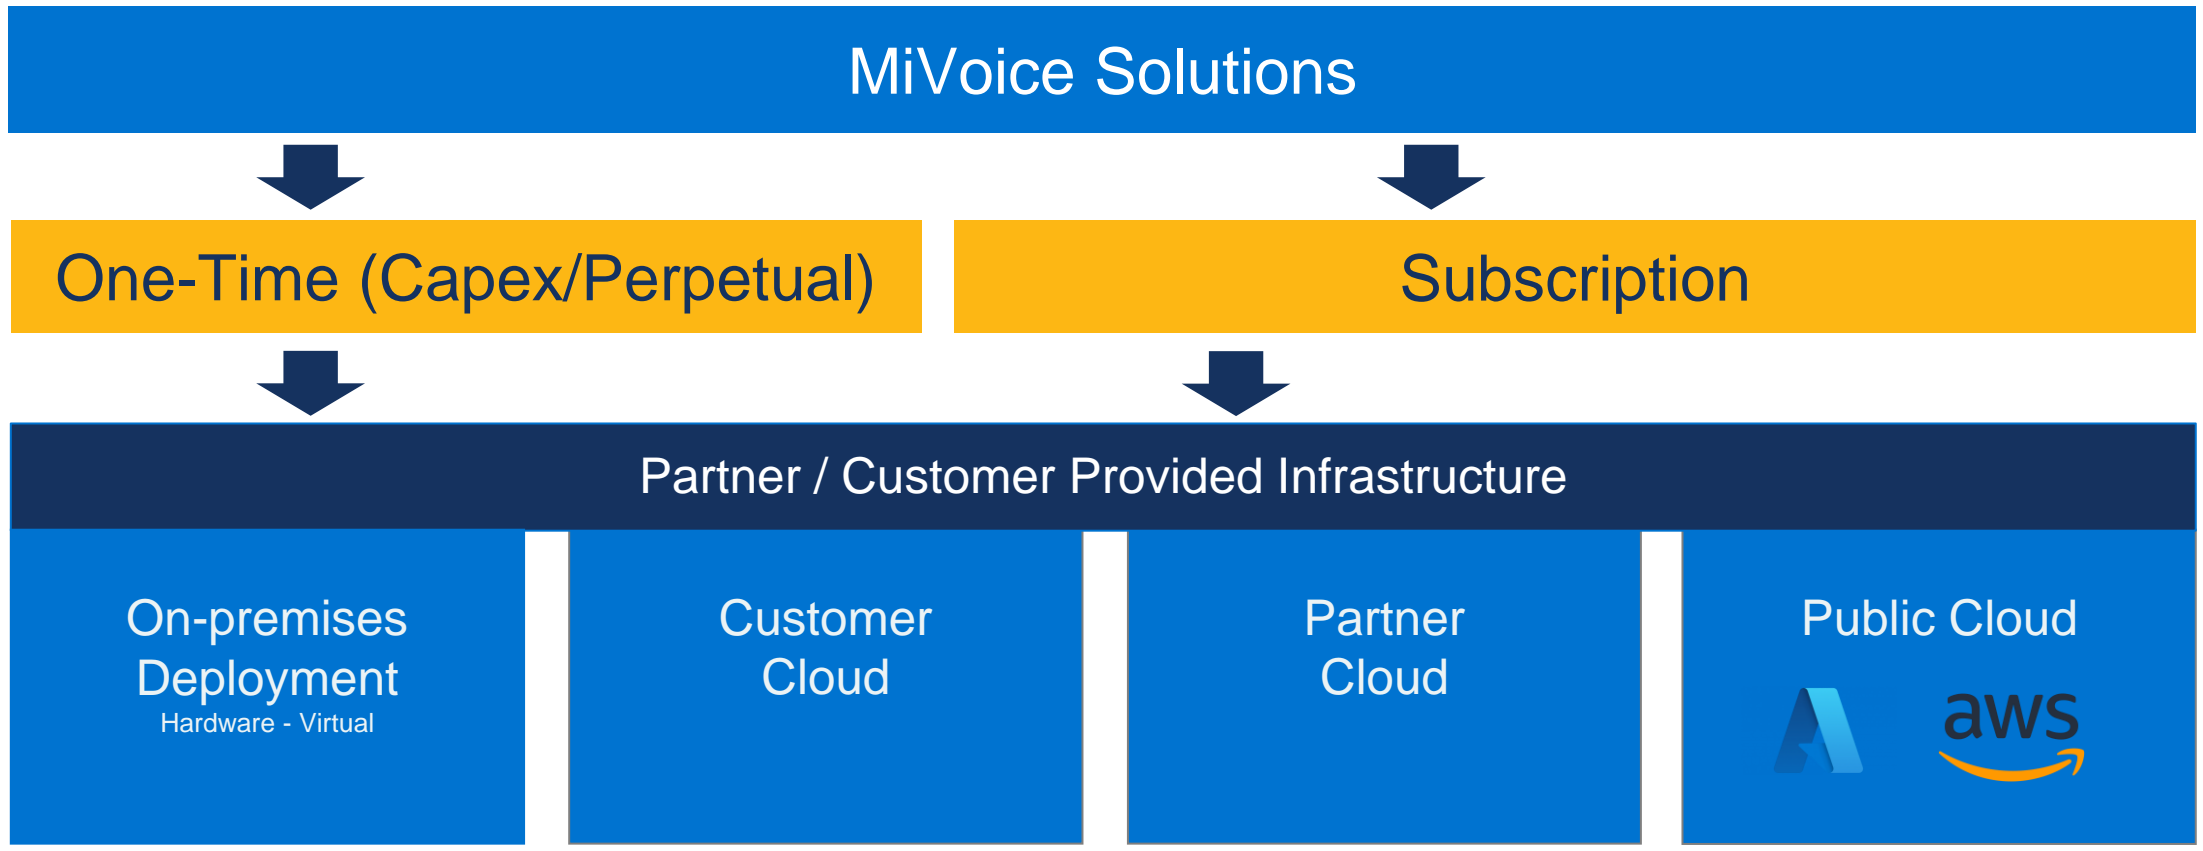 MiVoice Solutions
One-Time (Capex/Perpetual)
Subscription
Partner / Customer Provided Infrastructure
On-premises
Deployment
Hardware - Virtual
Customer
Cloud
Partner
Cloud
Public Cloud
aws